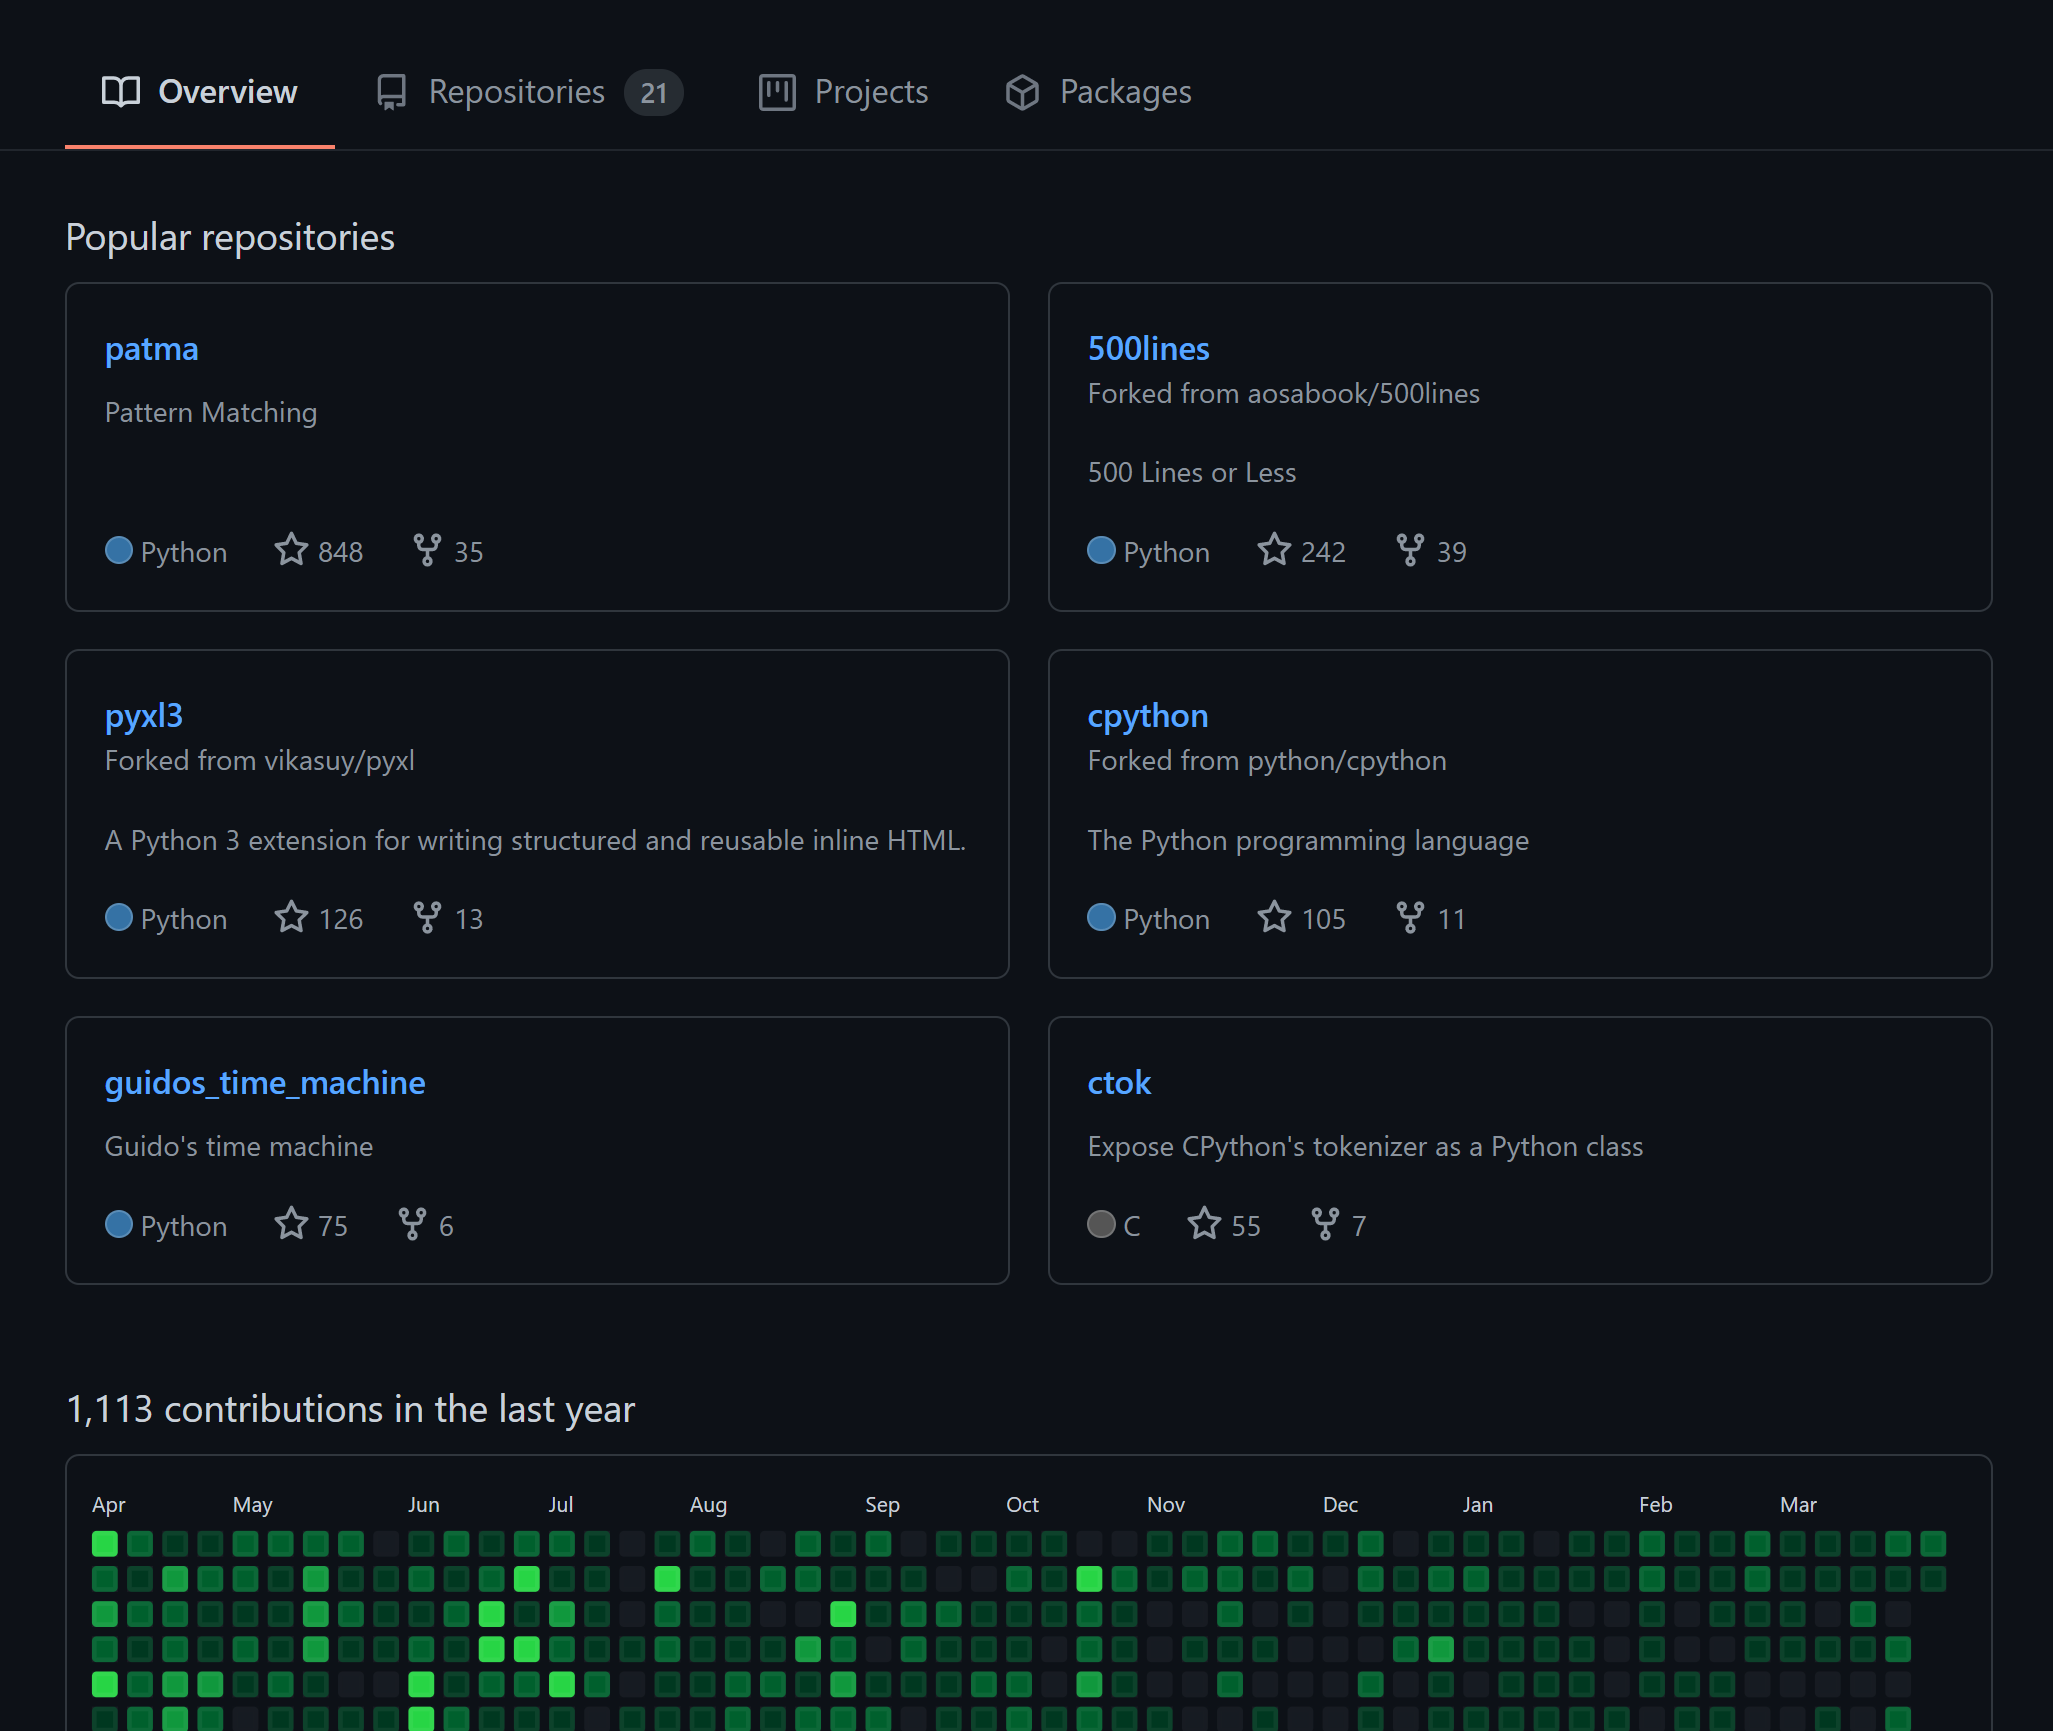 Overview Repositories 21 Projects Packages
Popular repositories
patma
Pattern Matching
Python 848 35
500lines
Forked from aosabook/500lines
500 Lines or Less
Python 242 39
pyxl3
Forked from vikasuy/pyxl
A Python 3 extension for writing structured and reusable inline HTML.
Python 126 13
cpython
Forked from python/cpython
The Python programming language
Python 105 11
guidos_time_machine
Guido's time machine
Python 75 6
ctok
Expose CPython's tokenizer as a Python class
C 55 7
1,113 contributions in the last year
Apr May Jun Jul Aug Sep Oct Nov Dec Jan Feb Mar